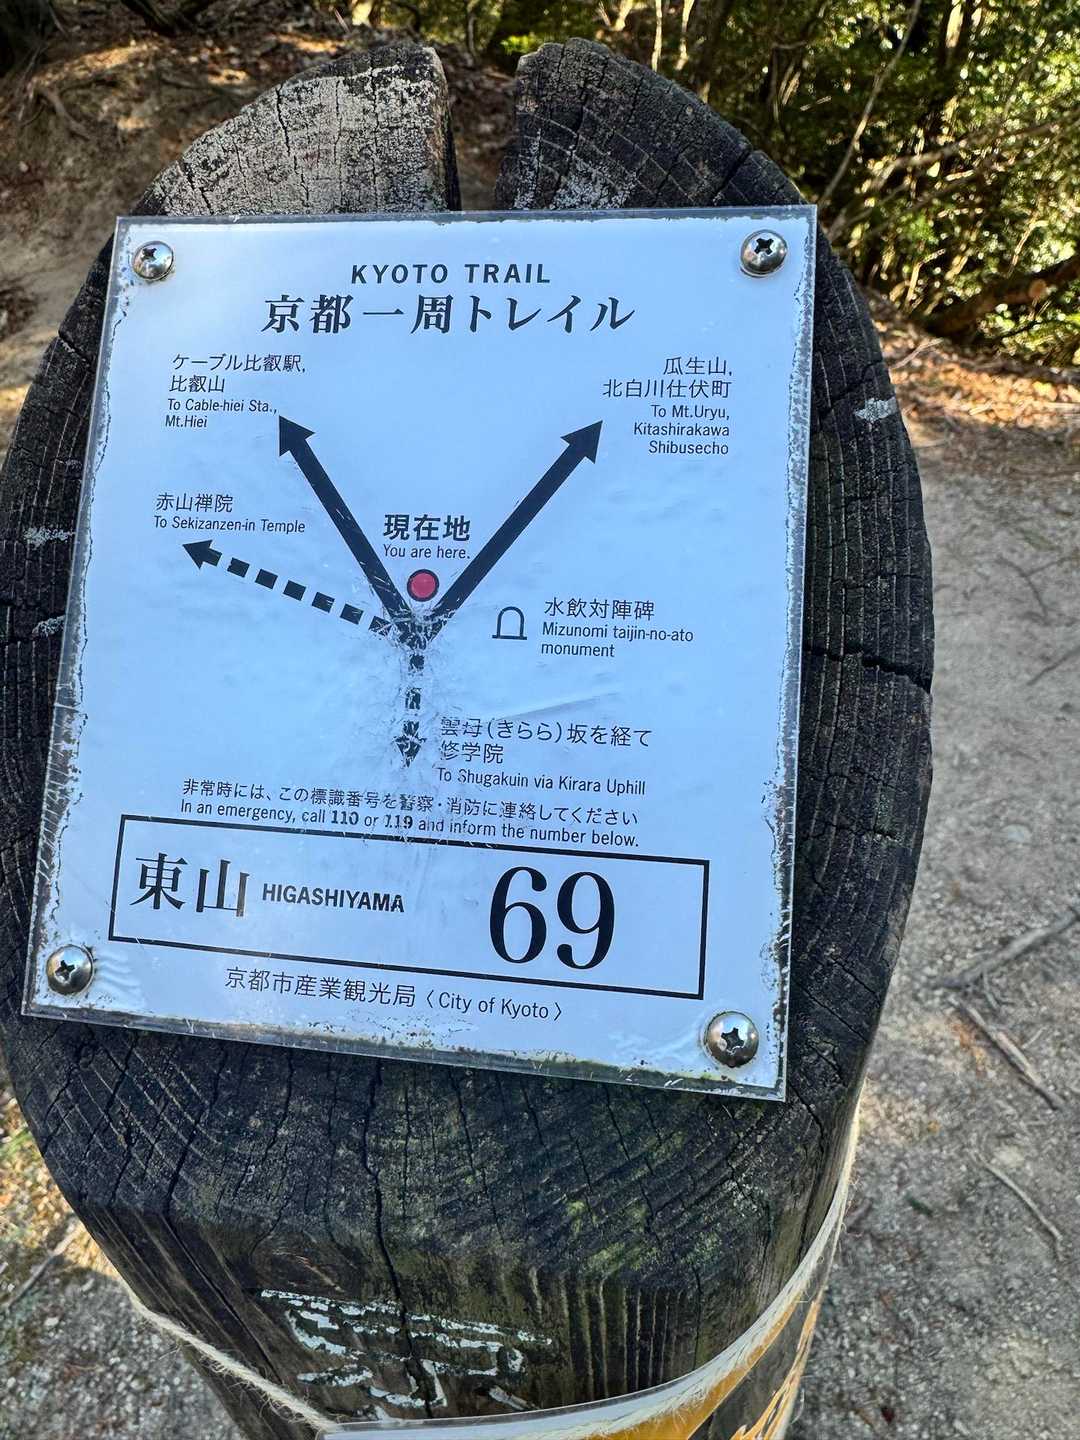 KYOTO TRAIL
京都一周トレイル
ケーブル比叡駅,
比叡山
To Cable-hiei Sta.,
Mt.Hiei
瓜生山,
北白川仕伏町
To Mt.Uryu,
Kitashirakawa
Shibusecho
赤山禅院
To Sekizanzen-in Temple
現在地
You are here.
水飲対陣碑
Mizunomi taijin-no-ato
monument
雲母(きらら)坂を経て
修学院
To Shugakuin via Kirara Uphill
非常時には、この標識番号を警察・消防に連絡してください
In an emergency, call 110 or 119 and inform the number below.
東山 HIGASHIYAMA 69
京都市産業観光局〈City of Kyoto〉